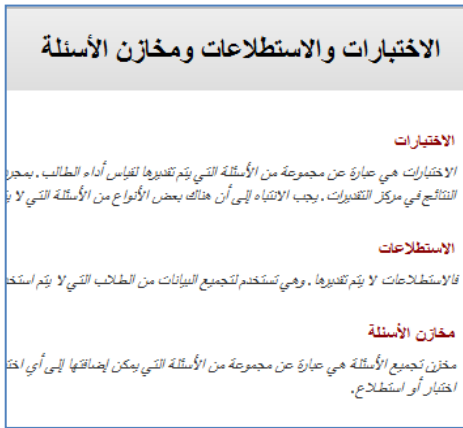 الاختبارات والاستطلاعات ومخازن الأسئلة
الاختبارات
الاختبارات هي عبارة عن مجموعة من الأسئلة التي يتم تقديرها لقياس أداء الطالب. بمجرد
النتائج في مركز التقديرات. يجب الانتباه إلى أن هناك بعض الأنواع من الأسئلة التي لا
الاستطلاعات
فالاستطلاعات لا يتم تقديرها. وهي تستخدم لتجميع البيانات من الطلاب التي لا يتم
مخازن الأسئلة
مخزن تجميع الأسئلة هي عبارة عن مجموعة من الأسئلة التي يمكن إضافتها إلى أي
اختبار أو استطلاع.